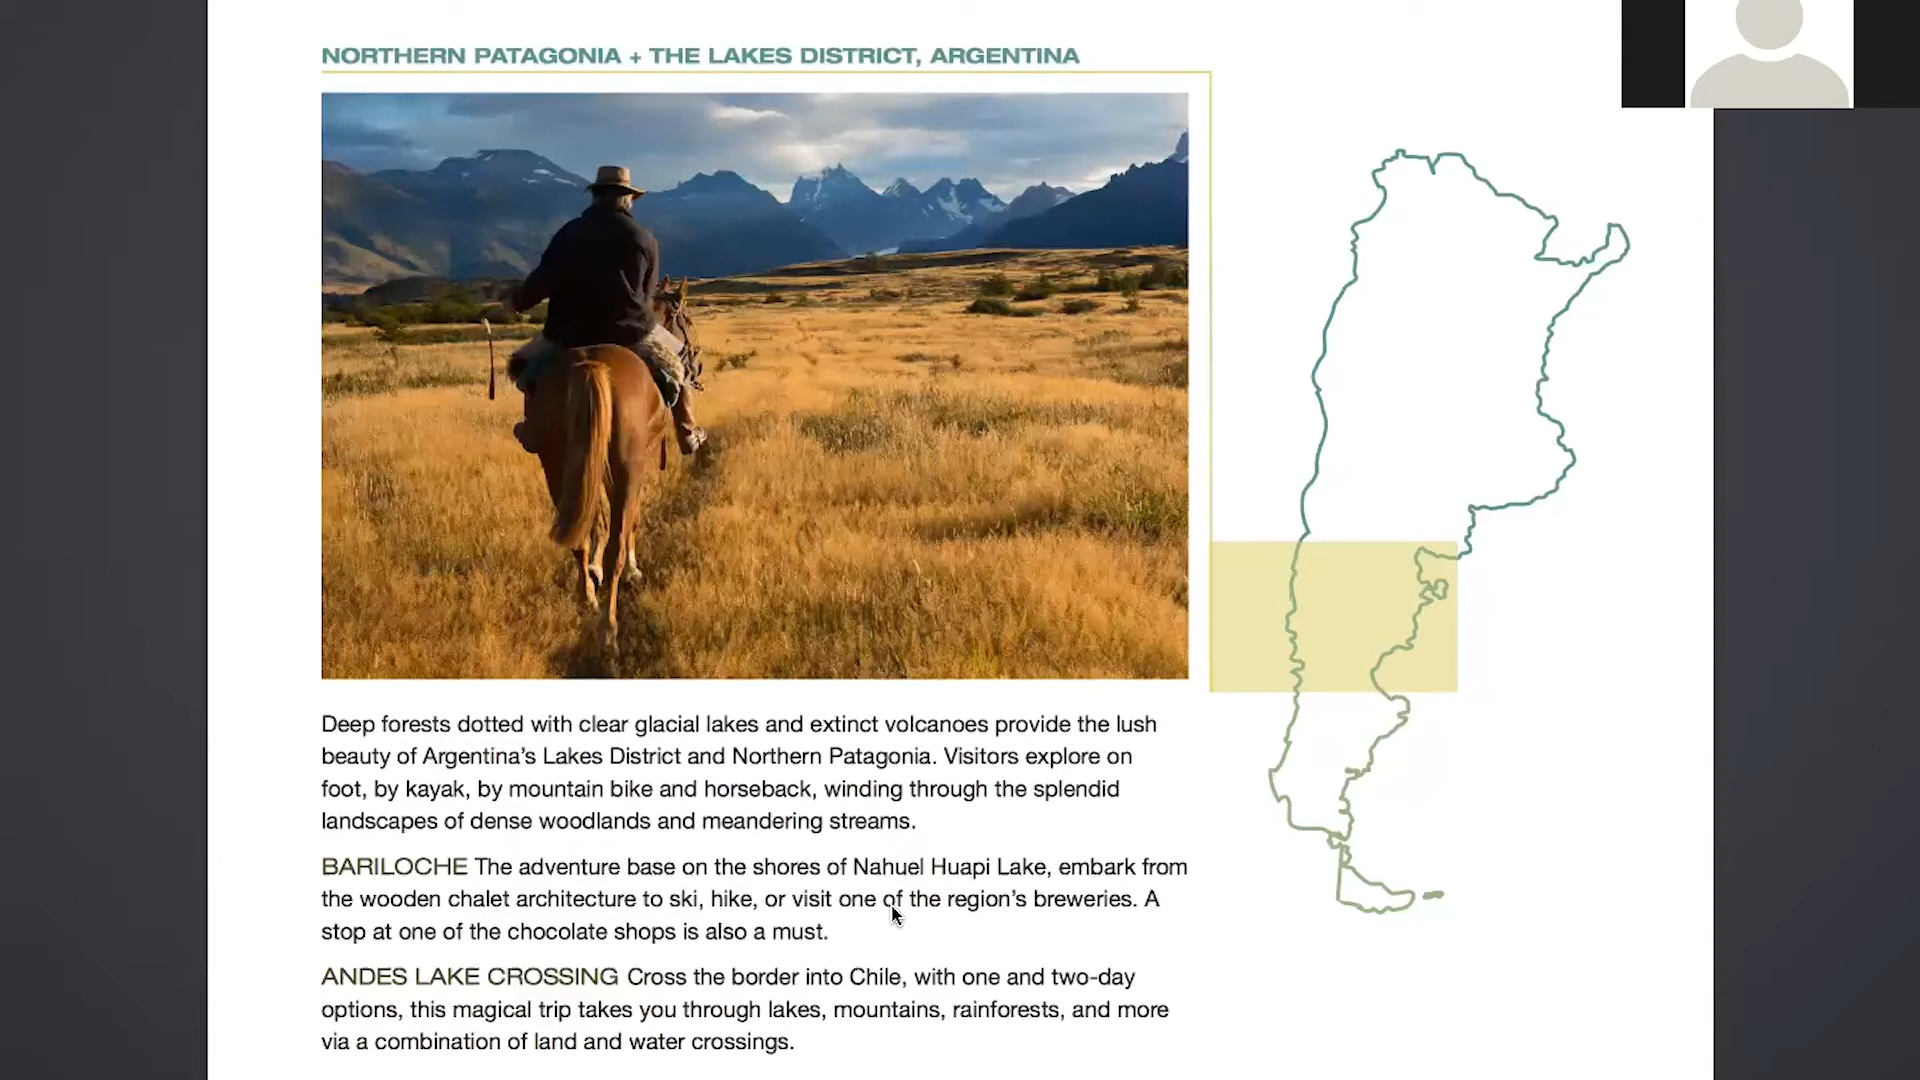 NORTHERN PATAGONIA + THE LAKES DISTRICT, ARGENTINA
Deep forests dotted with clear glacial lakes and extinct volcanoes provide the lush
beauty of Argentina’s Lakes District and Northern Patagonia. Visitors explore on
foot, by kayak, by mountain bike and horseback, winding through the splendid
landscapes of dense woodlands and meandering streams.
BARILOCHE The adventure base on the shores of Nahuel Huapi Lake, embark from
the wooden chalet architecture to ski, hike, or visit one of the region’s breweries. A
stop at one of the chocolate shops is also a must.
ANDES LAKE CROSSING Cross the border into Chile, with one and two-day
options, this magical trip takes you through lakes, mountains, rainforests, and more
via a combination of land and water crossings.